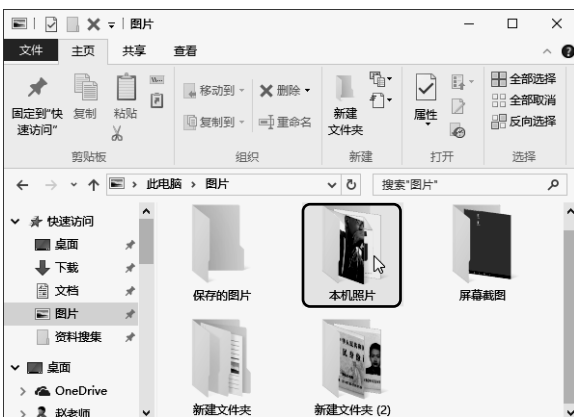 图片
文件 主页 共享 查看
固定到"快速访问"
复制
粘贴
移动到
复制到
删除
重命名
新建文件夹
属性
全部选择
全部取消
反向选择
剪贴板 组织 新建 打开 选择
此电脑 > 图片
搜索"图片"
快速访问
桌面
下载
文档
图片
资料搜集
桌面
OneDrive
赵老师
保存的图片 本机照片 屏幕截图
新建文件夹 新建文件夹 (2)